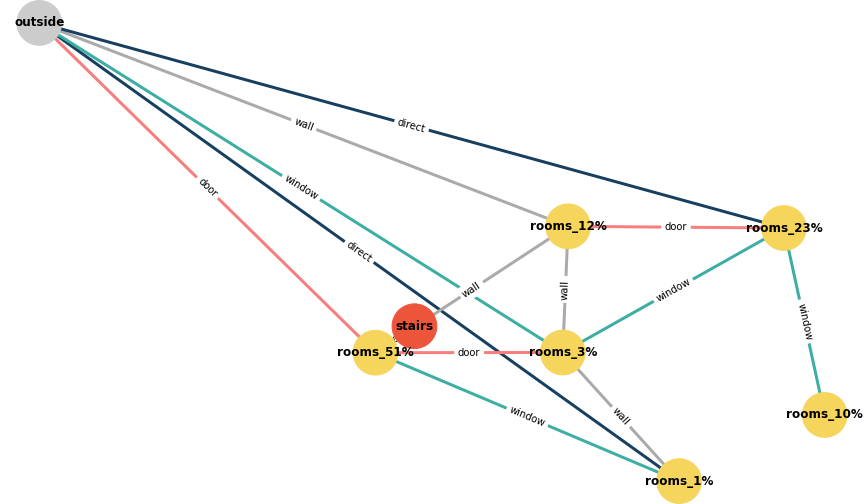 outside
direct
wall
window
door
direct
rooms_12%
door
rooms_23%
wall
wall
window
window
stairs
rooms_51%
door
rooms_3%
rooms_10%
window
wall
rooms_1%